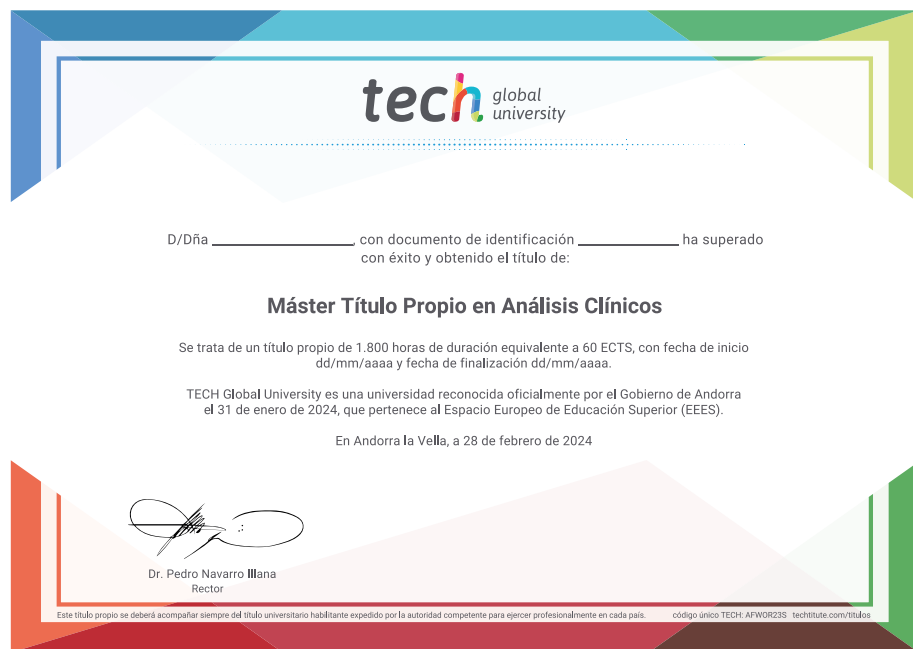 tech global university
D/Dña ________________, con documento de identificación ____________ ha superado
con éxito y obtenido el título de:
Máster Título Propio en Análisis Clínicos
Se trata de un título propio de 1.800 horas de duración equivalente a 60 ECTS, con fecha de inicio
dd/mm/aaaa y fecha de finalización dd/mm/aaaa.
TECH Global University es una universidad reconocida oficialmente por el Gobierno de Andorra
el 31 de enero de 2024, que pertenece al Espacio Europeo de Educación Superior (EEES).
En Andorra la Vella, a 28 de febrero de 2024
Dr. Pedro Navarro Illana
Rector
Este título propio se deberá acompañar siempre del título universitario habilitante expedido por la autoridad competente para ejercer profesionalmente en cada país. código único TECH: AFWOR23S techtitute.com/titulos